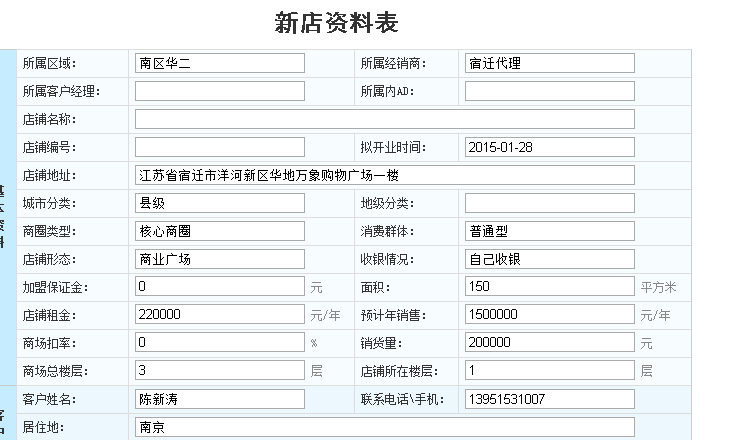 新店资料表
所属区域： 南区华二 所属经销商： 宿迁代理
所属客户经理： 所属内AD：
店铺名称：
店铺编号： 拟开业时间： 2015-01-28
店铺地址： 江苏省宿迁市洋河新区华地万象购物广场一楼
城市分类： 县级 地级分类：
商圈类型： 核心商圈 消费群体： 普通型
店铺形态： 商业广场 收银情况： 自己收银
加盟保证金： 0 元 面积： 150 平方米
店铺租金： 220000 元/年 预计年销售： 1500000 元/年
商场扣率： 0 % 销货量： 200000 元
商场总楼层： 3 层 店铺所在楼层： 1 层
客户姓名： 陈新涛 联系电话\手机： 13951531007
居住地： 南京